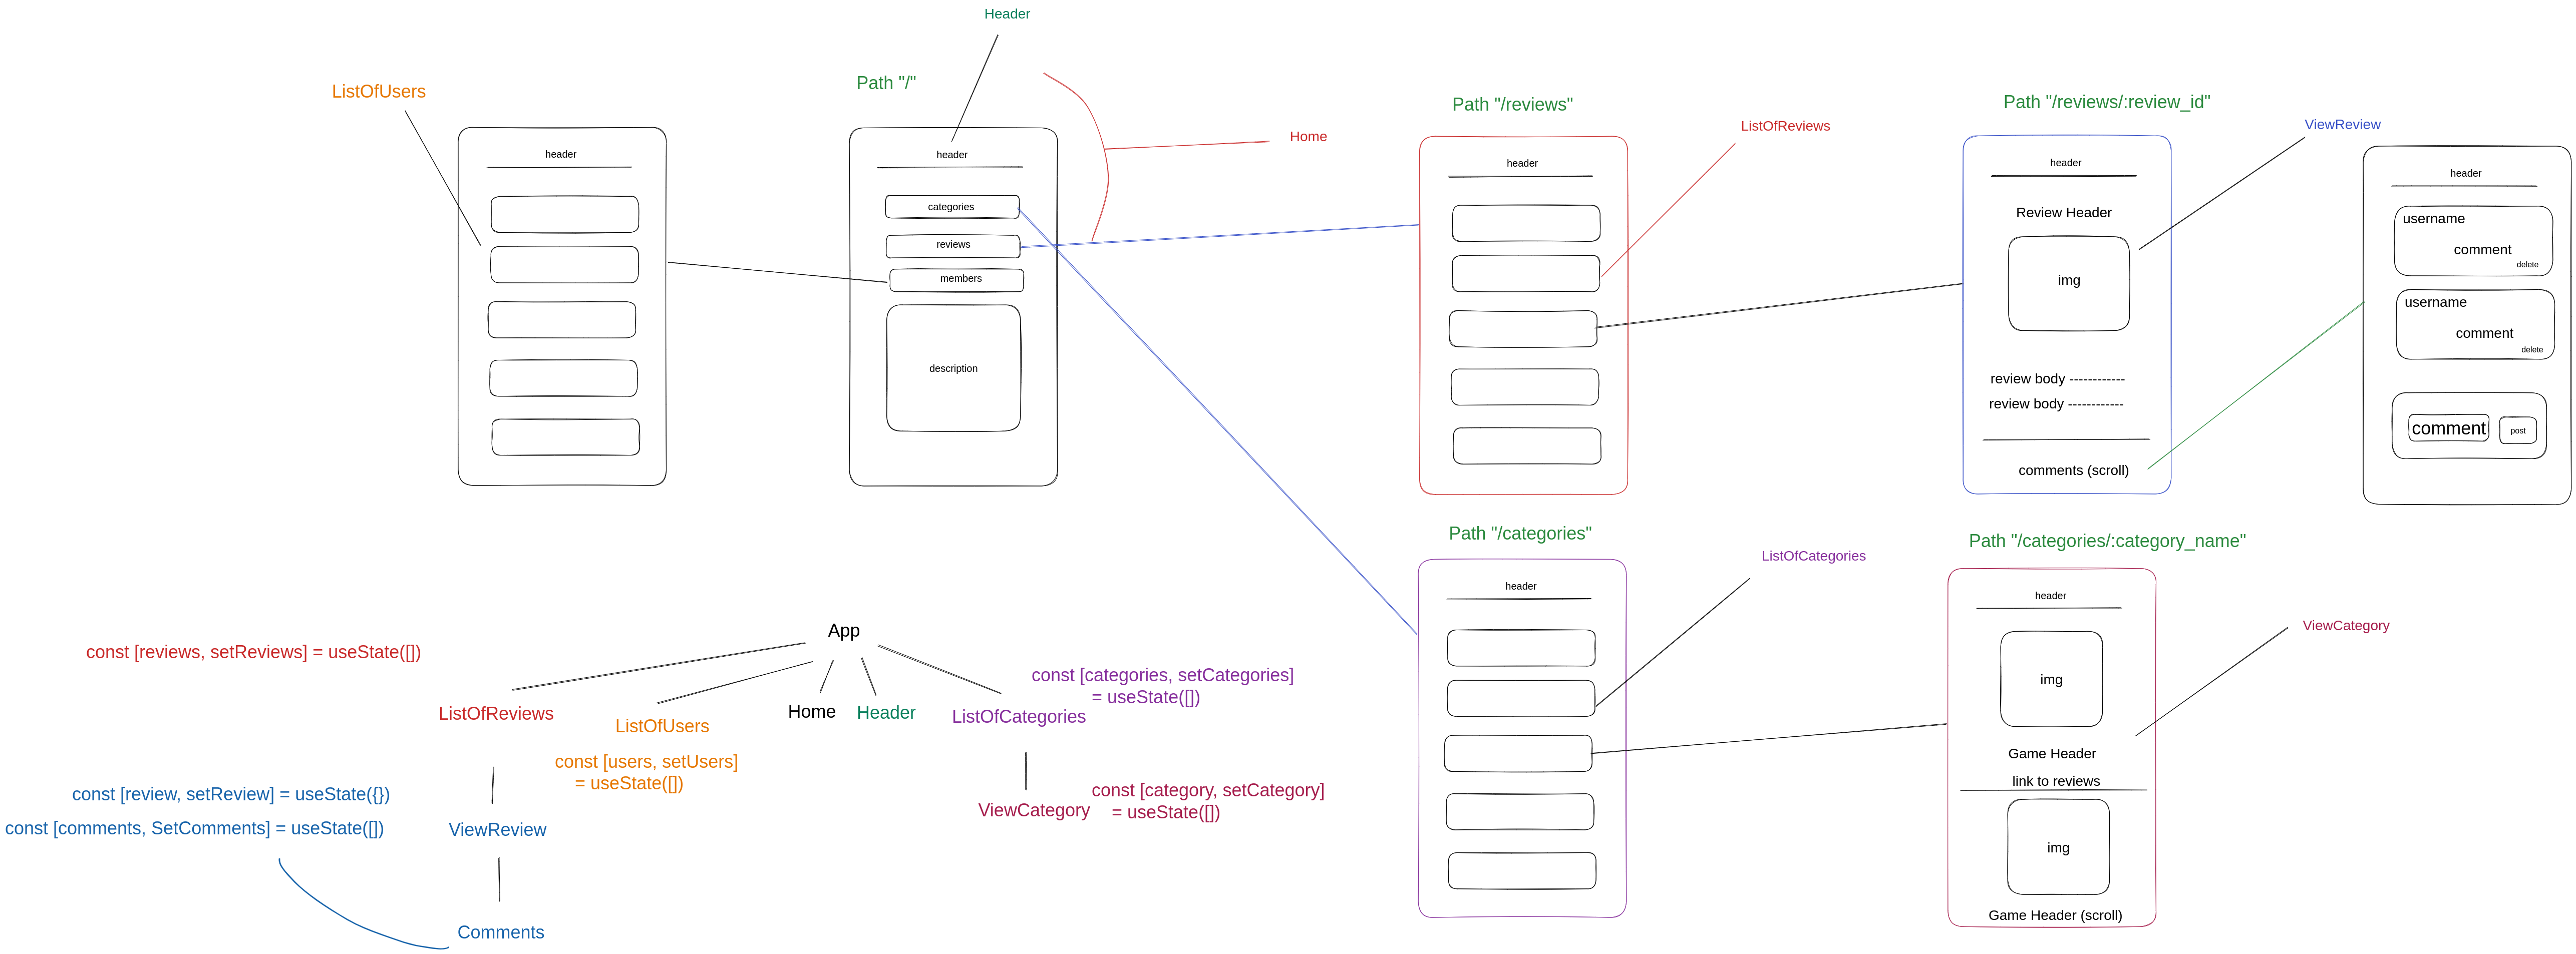 Header
Path "/"
ListOfUsers
Path "/reviews"
Path "/reviews/:review_id"
Home
ListOfReviews
ViewReview
header
header
header
header
header
categories
reviews
members
description
Review Header
img
review body ------------
review body ------------
comments (scroll)
username
comment
delete
username
comment
delete
comment
post
Path "/categories"
Path "/categories/:category_name"
ListOfCategories
header
header
ViewCategory
img
Game Header
link to reviews
img
Game Header (scroll)
App
const [reviews, setReviews] = useState([])
ListOfReviews
ListOfUsers
const [users, setUsers]
= useState([])
Home
Header
ListOfCategories
const [categories, setCategories]
= useState([])
const [review, setReview] = useState({})
const [comments, SetComments] = useState([])
ViewReview
ViewCategory
const [category, setCategory]
= useState([])
Comments